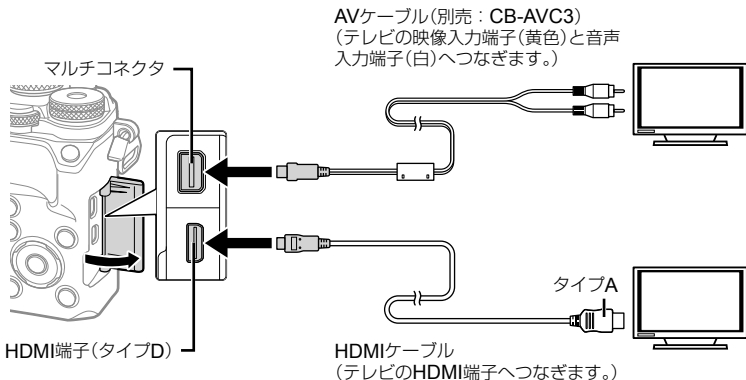 AVケーブル（別売：CB-AVC3）
（テレビの映像入力端子（黄色）と音声
入力端子（白）へつなぎます。）
マルチコネクタ
タイプA
HDMI端子（タイプD）
HDMIケーブル
（テレビのHDMI端子へつなぎます。）